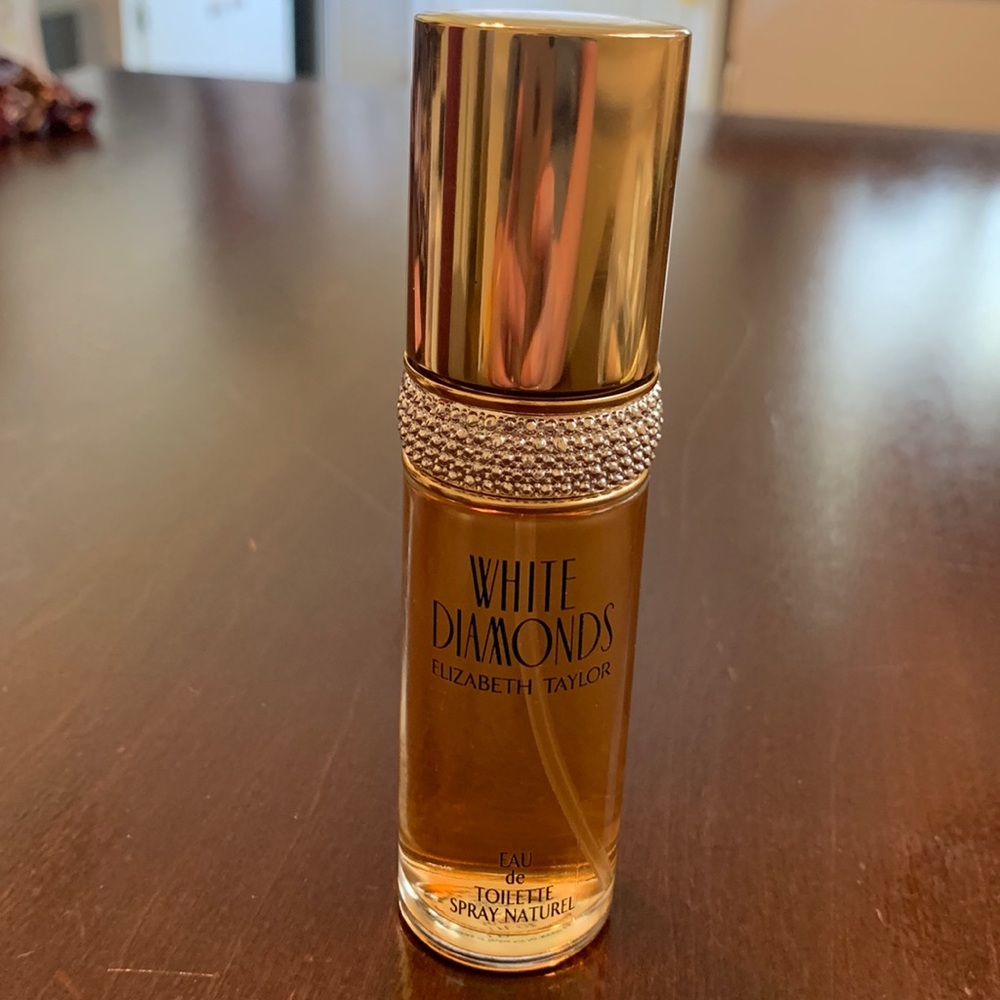 WHITE
DIAMONDS
ELIZABETH TAYLOR
EAU
de
TOILETTE
SPRAY NATUREL